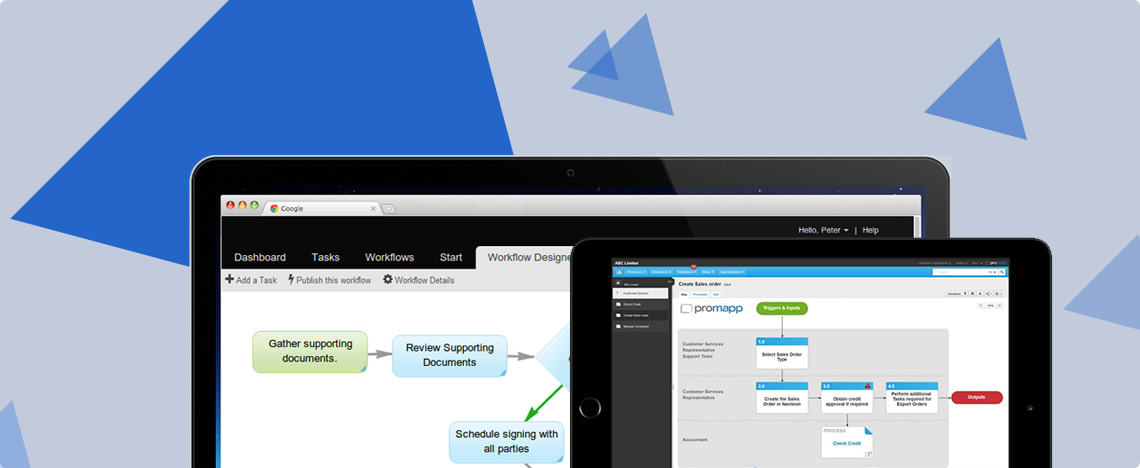 Google
Hello, Peter | Help
Dashboard Tasks Workflows Start Workflow Designe
Add a Task Publish this workflow Workflow Details
Gather supporting
documents.
Review Supporting
Documents
Schedule signing with
all parties
ABC Limited
Create Sales order
promapp
Triggers & Inputs
Customer Services
Representative
Support Team
1.0
Select Sales Order
Type
Customer Services
Representative
2.0
Create the Sales
Order in Navision
3.0
Obtain credit
approval if required
4.0
Perform additional
Tasks required for
Export Orders
Outputs
Accountant
PROCESS
Check Credit